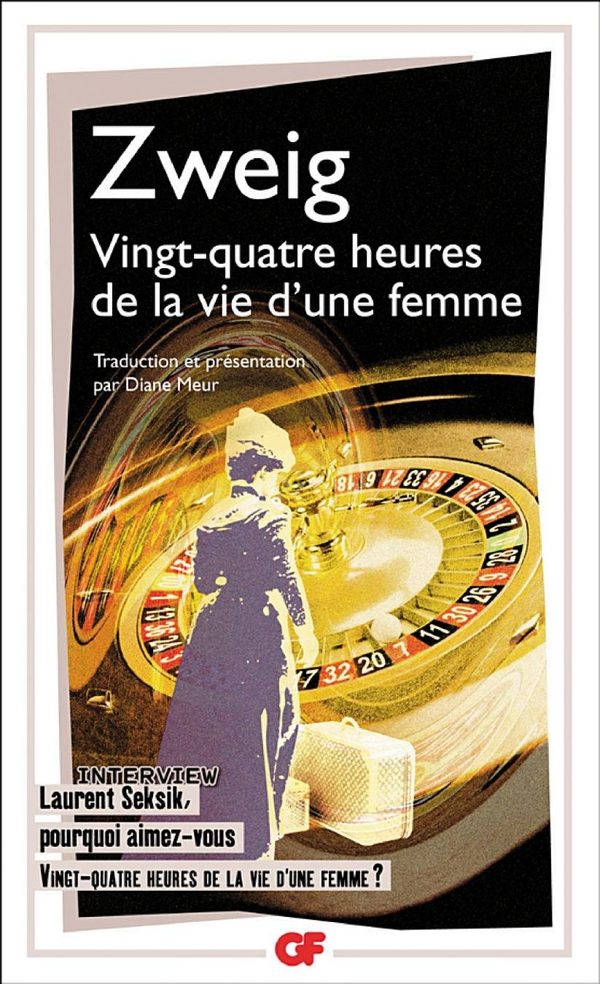 Zweig
Vingt-quatre heures
de la vie d'une femme
Traduction et présentation
par Diane Meur
INTERVIEW
Laurent Seksik,
pourquoi aimez-vous
VINGT-QUATRE HEURES DE LA VIE D'UNE FEMME ?
GF